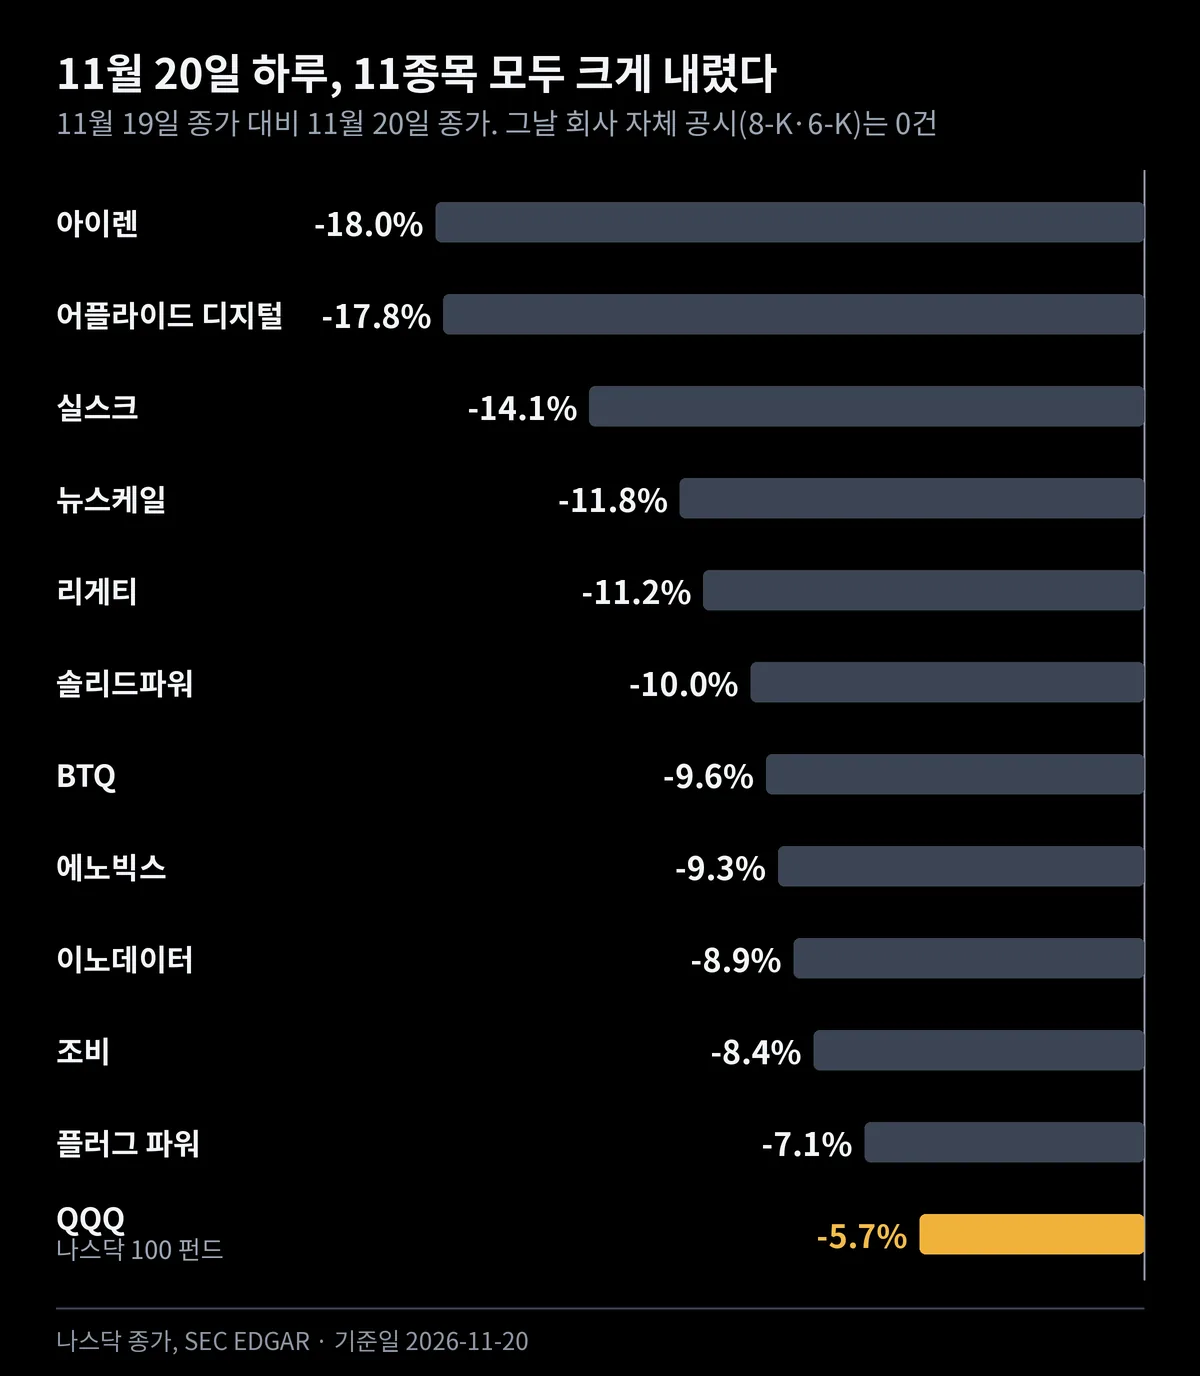 11월 20일 하루, 11종목 모두 크게 내렸다
11월 19일 종가 대비 11월 20일 종가. 그날 회사 자체 공시(8-K·6-K)는 0건
아이렌 -18.0%
어플라이드 디지털 -17.8%
실스크 -14.1%
뉴스케일 -11.8%
리게티 -11.2%
솔리드파워 -10.0%
BTQ -9.6%
에노빅스 -9.3%
이노데이터 -8.9%
조비 -8.4%
플러그 파워 -7.1%
QQQ -5.7%
나스닥 100 펀드
나스닥 종가, SEC EDGAR · 기준일 2026-11-20